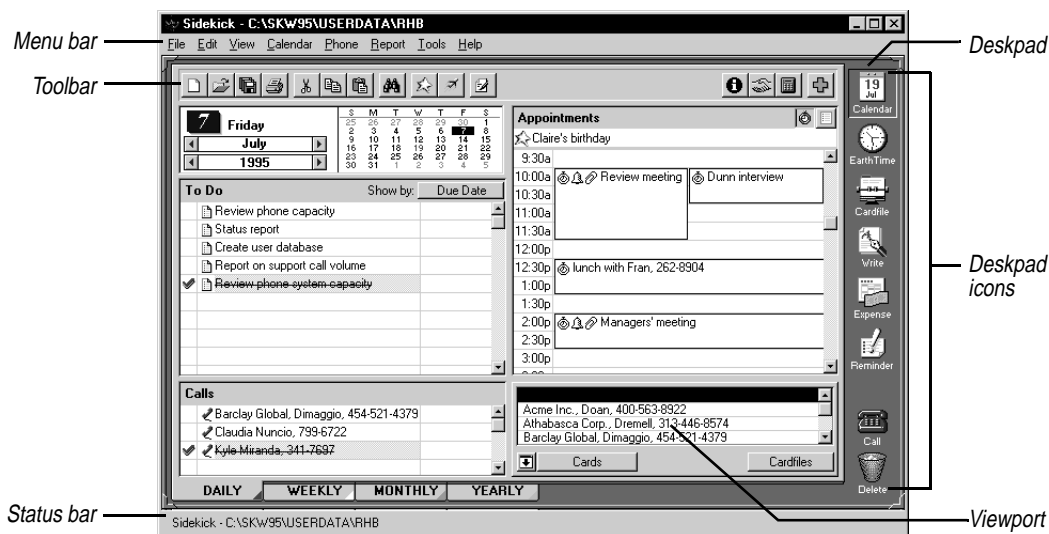 Sidekick - C:\SKW95\USERDATA\RHB
Menu bar
File Edit View Calendar Phone Report Tools Help
Deskpad
Toolbar
19
Jul
Calendar
7 Friday
July
1995
S M T W T F S
25 26 27 28 29 30 1
2 3 4 5 6 7 8
9 10 11 12 13 14 15
16 17 18 19 20 21 22
23 24 25 26 27 28 29
30 31 1 2 3 4 5
Appointments
Claire's birthday
9:30a
10:00a Review meeting Dunn interview
10:30a
11:00a
11:30a
12:00p
12:30p lunch with Fran, 262-8904
1:00p
1:30p
2:00p Managers' meeting
2:30p
3:00p
To Do Show by: Due Date
Review phone capacity
Status report
Create user database
Report on support call volume
Review phone system capacity
EarthTime
Cardfile
Write
Expense
Reminder
Call
Delete
Deskpad
icons
Calls
Barclay Global, Dimaggio, 454-521-4379
Claudia Nuncio, 799-6722
Kyle Miranda, 341-7697
Acme Inc., Doan, 400-563-8922
Athabasca Corp., Dremell, 313-446-8574
Barclay Global, Dimaggio, 454-521-4379
Cards Cardfiles
DAILY WEEKLY MONTHLY YEARLY
Status bar
Sidekick - C:\SKW95\USERDATA\RHB
Viewport